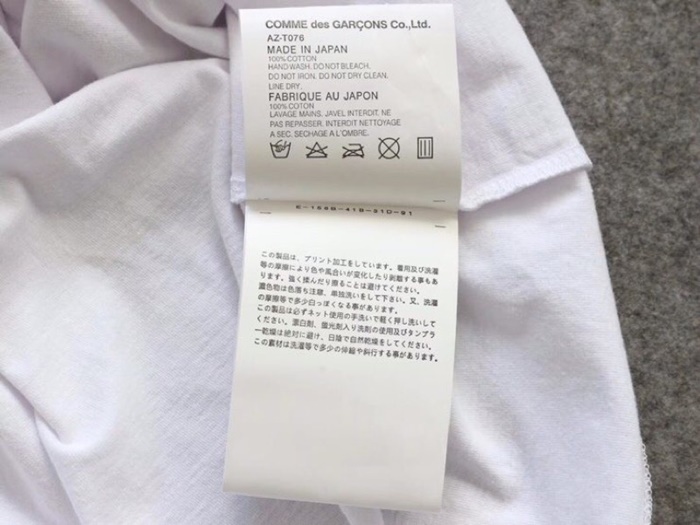 COMME des GARÇONS Co.,Ltd.
AZ-T076
MADE IN JAPAN
100%COTTON
HAND WASH. DO NOT BLEACH.
DO NOT IRON. DO NOT DRY CLEAN.
LINE DRY.
FABRIQUE AU JAPON
100%COTON
LAVAGE MAINS. JAVEL INTERDIT. NE
PAS REPASSER. INTERDIT NETTOYAGE
A SEC. SECHAGE A L'OMBRE.
この製品は、プリント加工をしています。着用及び洗濯
等の摩擦により色や風合いが変化したり剥離する事もあ
ります。強く揉んだり擦ることは避けてください。
濃色物は色落ち注意、単独洗いをして下さい。又、洗濯
の摩擦等で多少白っぽくなる事があります。
この製品は必ずネット使用の手洗いで軽く押し洗いして
ください。漂白剤、蛍光剤入り洗剤の使用及びタンブラ
ー乾燥は絶対に避け、日陰で自然乾燥をしてください。
この素材は洗濯等で多少の伸縮や斜行する事があります。